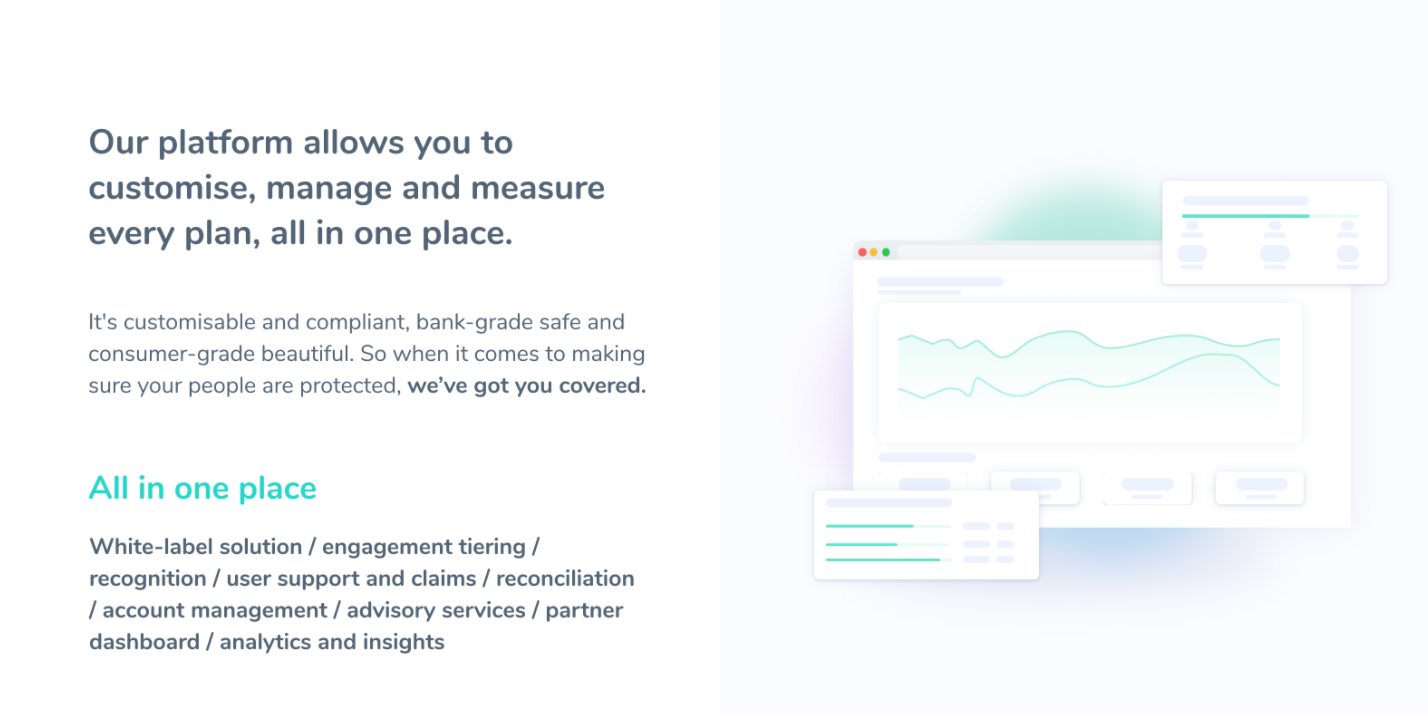 Our platform allows you to
customise, manage and measure
every plan, all in one place.
It's customisable and compliant, bank-grade safe and
consumer-grade beautiful. So when it comes to making
sure your people are protected, we’ve got you covered.
All in one place
White-label solution / engagement tiering /
recognition / user support and claims / reconciliation
/ account management / advisory services / partner
dashboard / analytics and insights